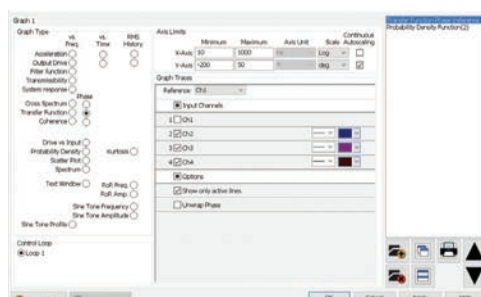 Graph 1
Graph Type
vs. Freq.
vs. Time
RMS History
Acceleration
Output Drive
Filter Function
Transmissibility
System response
Phase
Cross Spectrum
Transfer Function
Coherence
Drive vs Input
Probability Density
Kurtosis
Scatter Plot
Spectrum
Text Window
RoR Freq.
RoR Amp.
Sine Tone Frequency
Sine Tone Amplitude
Sine Tone Profile
Control Loop
Loop 1
Axis Limits
Minimum Maximum Axis Unit Scale Continuous Autoscaling
X-Axis 10 1000 Log
Y-Axis -200 50 deg
Graph Traces
Reference: Ch1
Input Channels
1 Ch1
2 Ch2
3 Ch3
4 Ch4
Options
Show only active lines
Unwrap Phase
Probability Density Function(2)